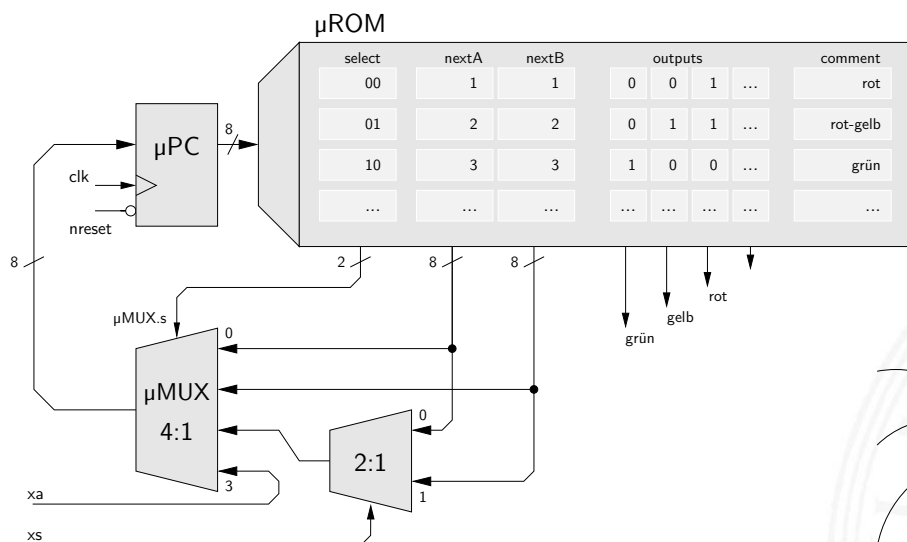 µROM
select nextA nextB outputs comment
00 1 1 0 0 1 ... rot
01 2 2 0 1 1 ... rot-gelb
10 3 3 1 0 0 ... grün
... ... ... ... ... ... ... ...
8
µPC
clk
nreset
8 2 8 8
µMUX.s
rot
gelb
grün
0
µMUX
4:1
3
0
2:1
1
xa
xs